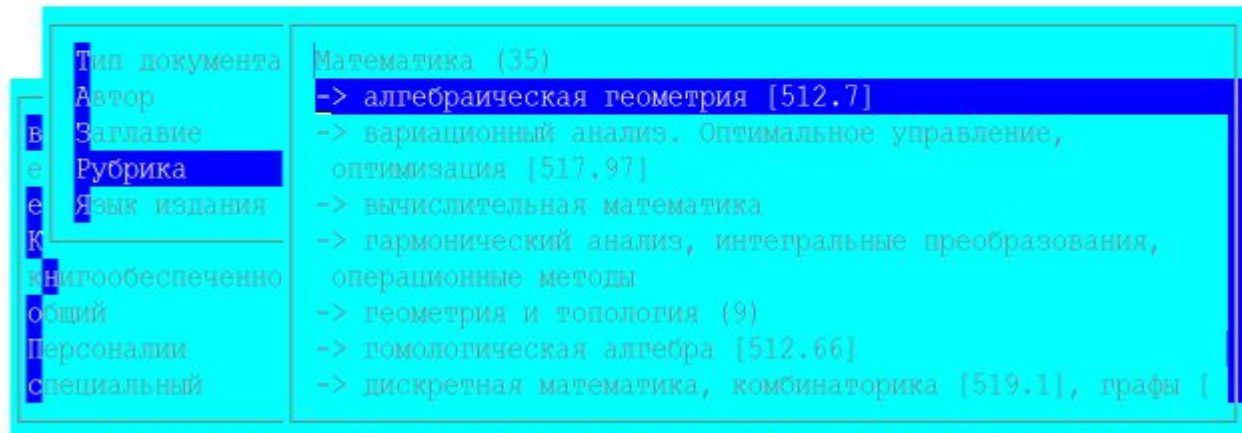 Тип документа
Автор
Заглавие
Рубрика
Язык издания
в
е
е
К
книгообеспеченно
общий
Персоналии
специальный
Математика (35)
-> алгебраическая геометрия [512.7]
-> вариационный анализ. Оптимальное управление,
оптимизация [517.97]
-> вычислительная математика
-> гармонический анализ, интегральные преобразования,
операционные методы
-> геометрия и топология (9)
-> гомологическая алгебра [512.66]
-> дискретная математика, комбинаторика [519.1], графы [